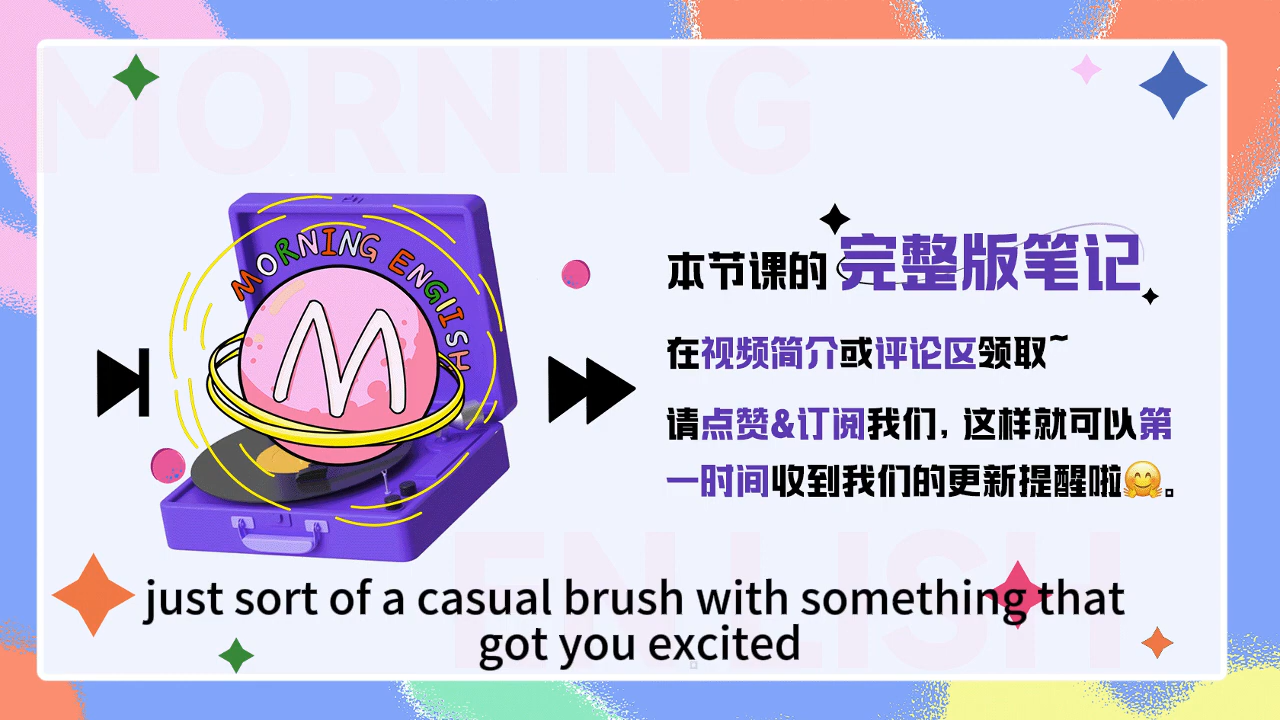 MORNING
MORNING ENGlISH
M
本节课的 完整版笔记
在视频简介或评论区领取~
请点赞&订阅我们, 这样就可以第
一时间收到我们的更新提醒啦🤗。
EN LISH
just sort of a casual brush with something that
got you excited